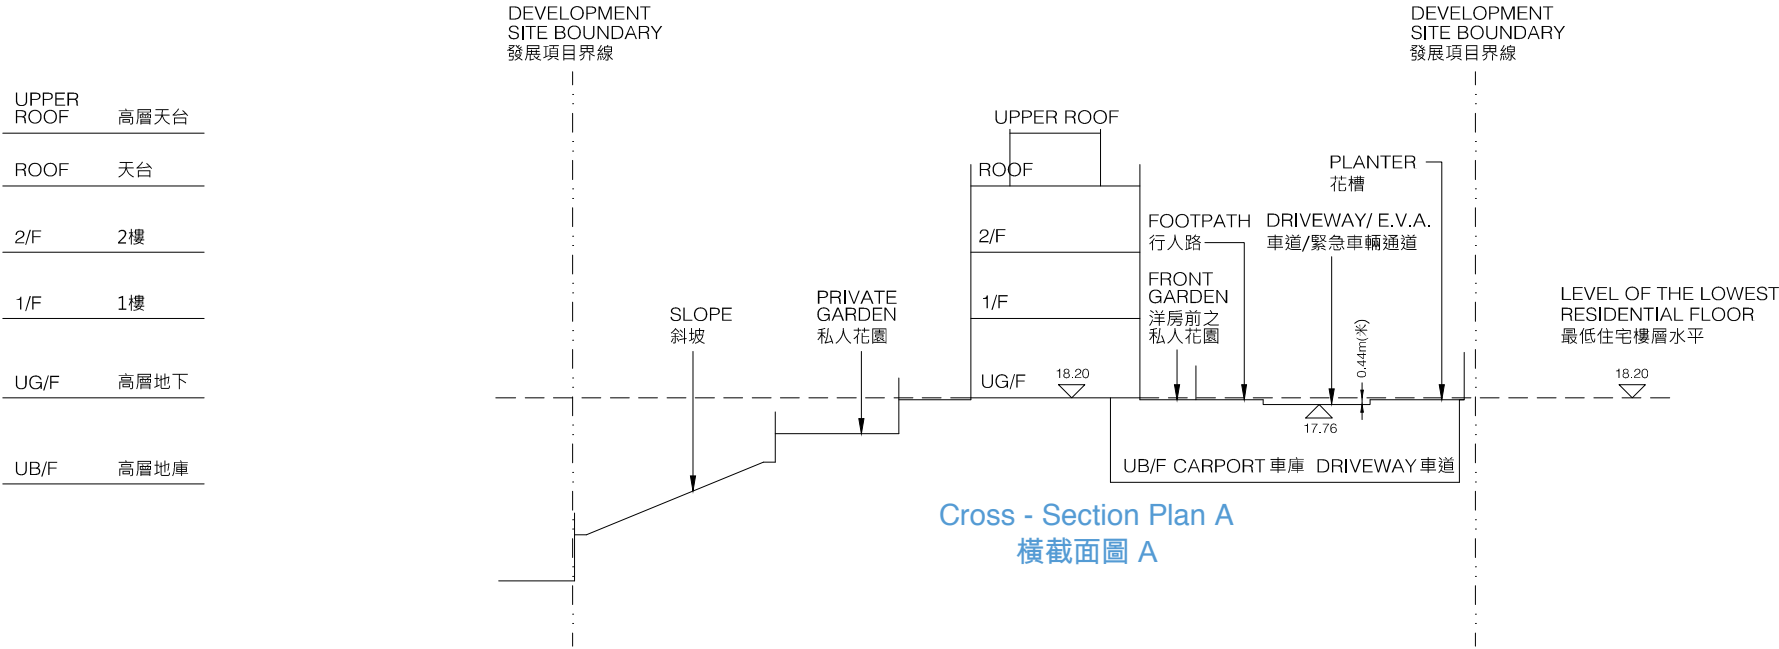 DEVELOPMENT
SITE BOUNDARY
發展項目界線
DEVELOPMENT
SITE BOUNDARY
發展項目界線
UPPER
ROOF 高層天台
ROOF 天台
2/F 2樓
1/F 1樓
UG/F 高層地下
UB/F 高層地庫
UPPER ROOF
ROOF
2/F
1/F
UG/F
18.20
SLOPE
斜坡
PRIVATE
GARDEN
私人花園
FOOTPATH
行人路
FRONT
GARDEN
洋房前之
私人花園
DRIVEWAY/ E.V.A.
車道/緊急車輛通道
PLANTER
花槽
0.44m(米)
17.76
LEVEL OF THE LOWEST
RESIDENTIAL FLOOR
最低住宅樓層水平
18.20
UB/F CARPORT 車庫 DRIVEWAY 車道
Cross - Section Plan A
橫截面圖 A